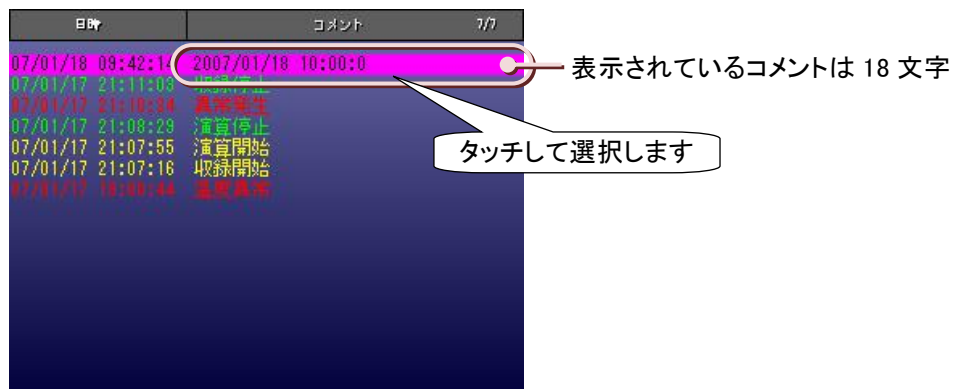 日時 コメント 7/7
07/01/18 09:42:14 2007/01/18 10:00:0
07/01/17 21:11:03 収録停止
07/01/17 異常発生
07/01/17 21:08:29 演算停止
07/01/17 21:07:55 演算開始
07/01/17 21:07:16 収録開始
07/01/17 温度異常
表示されているコメントは 18 文字
タッチして選択します